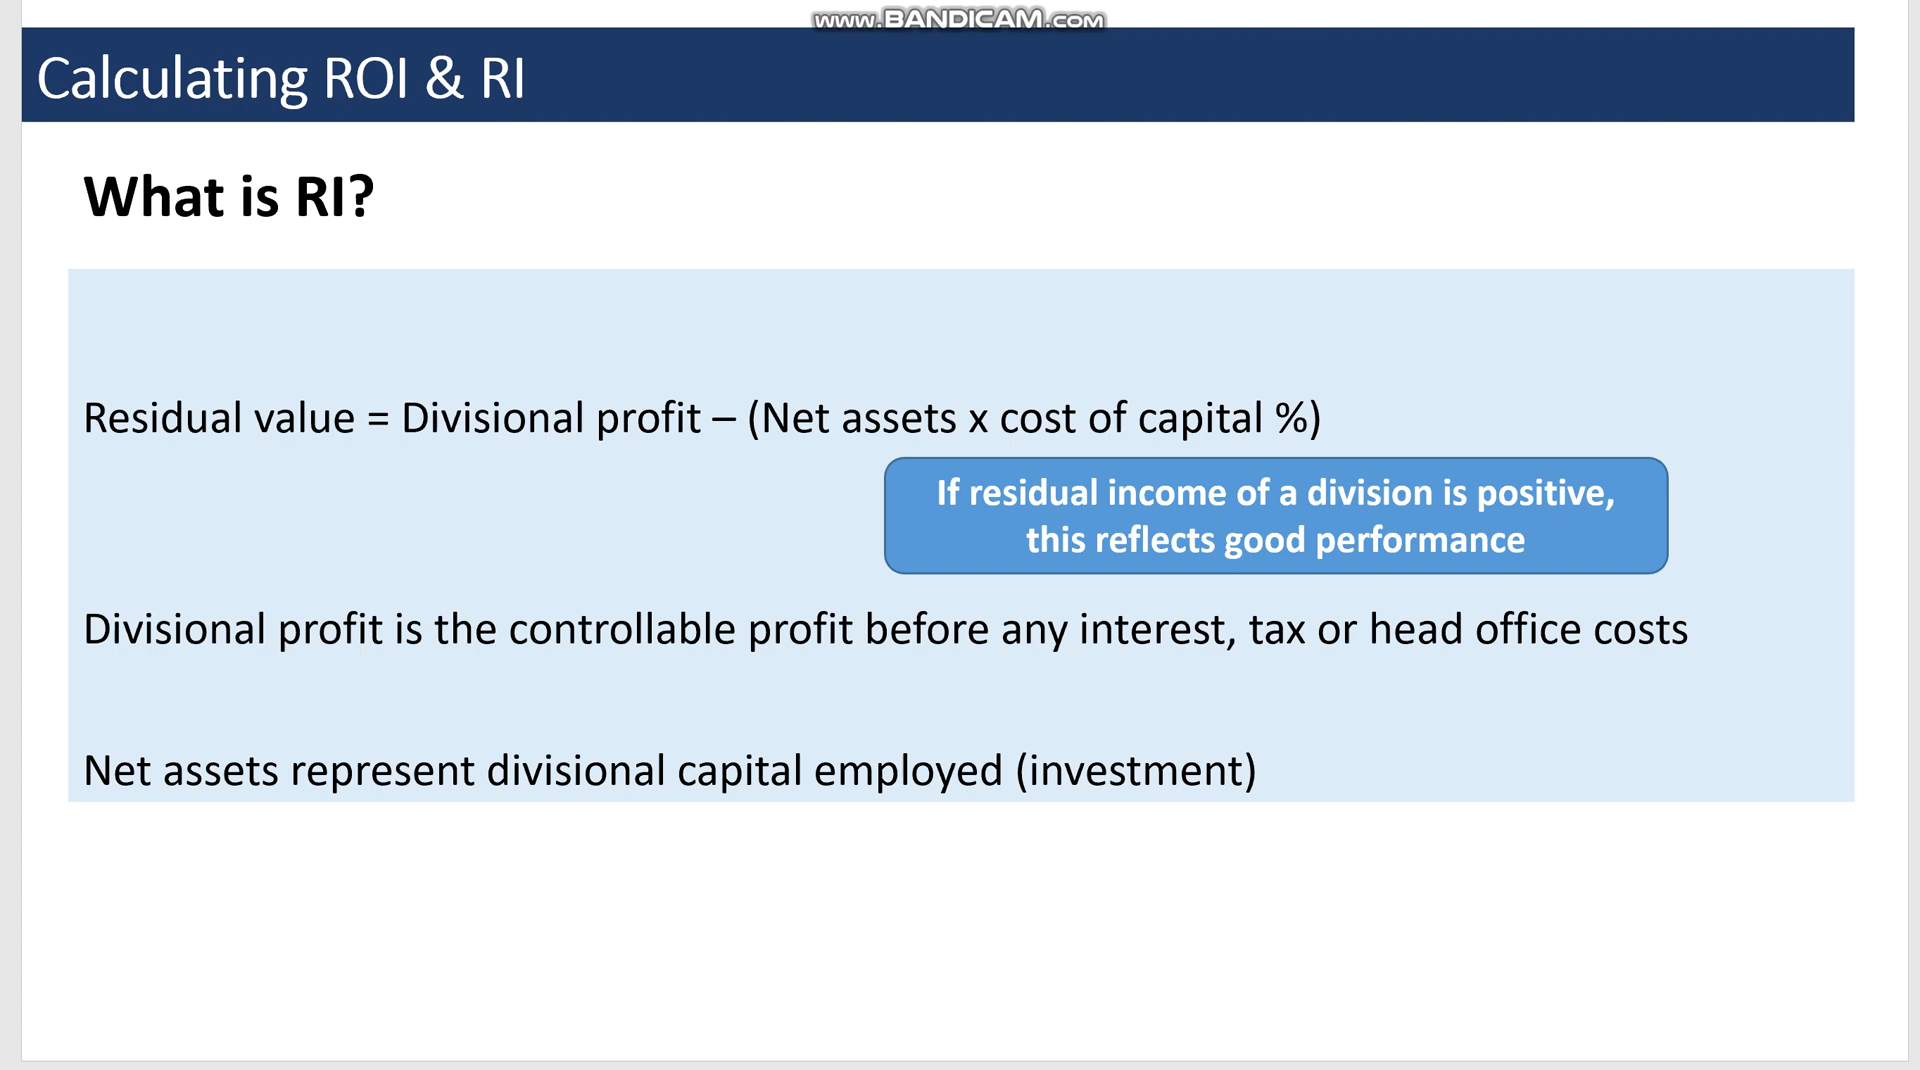 www.BANDICAM.com
Calculating ROI & RI
What is RI?
Residual value = Divisional profit – (Net assets x cost of capital %)
If residual income of a division is positive,
this reflects good performance
Divisional profit is the controllable profit before any interest, tax or head office costs
Net assets represent divisional capital employed (investment)